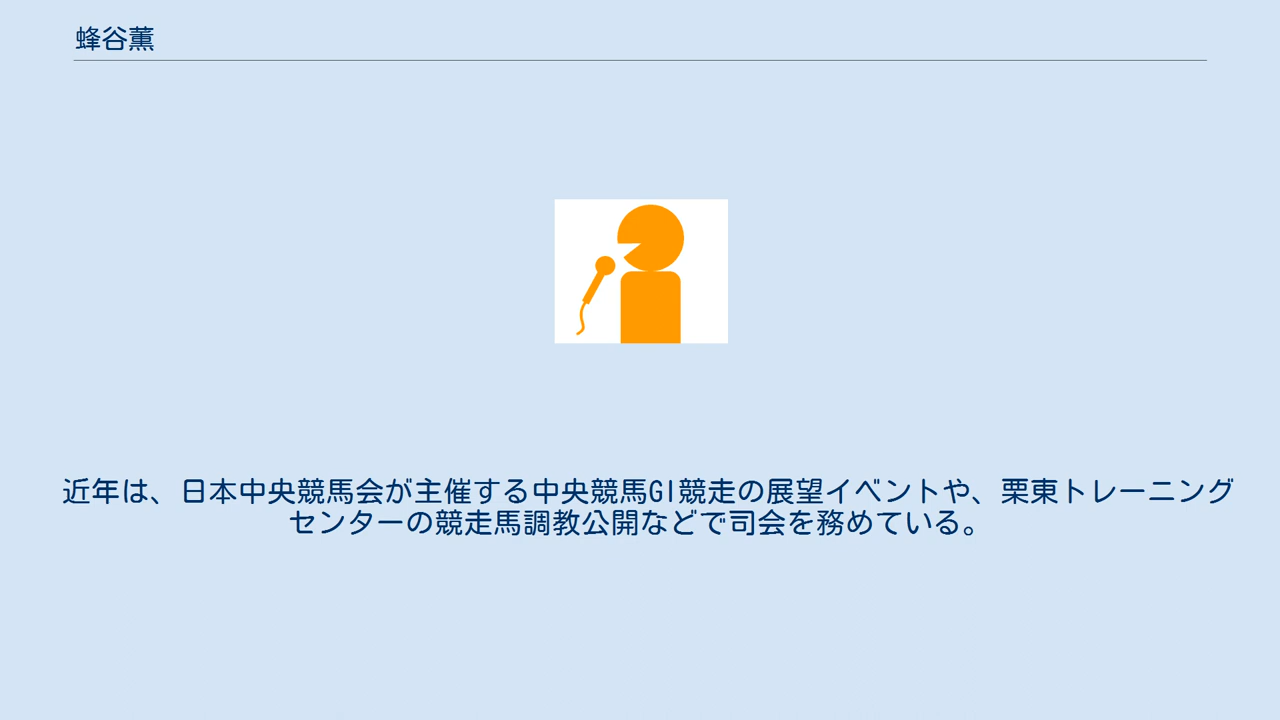 蜂谷薫
近年は、日本中央競馬会が主催する中央競馬GI競走の展望イベントや、栗東トレーニング
センターの競走馬調教公開などで司会を務めている。